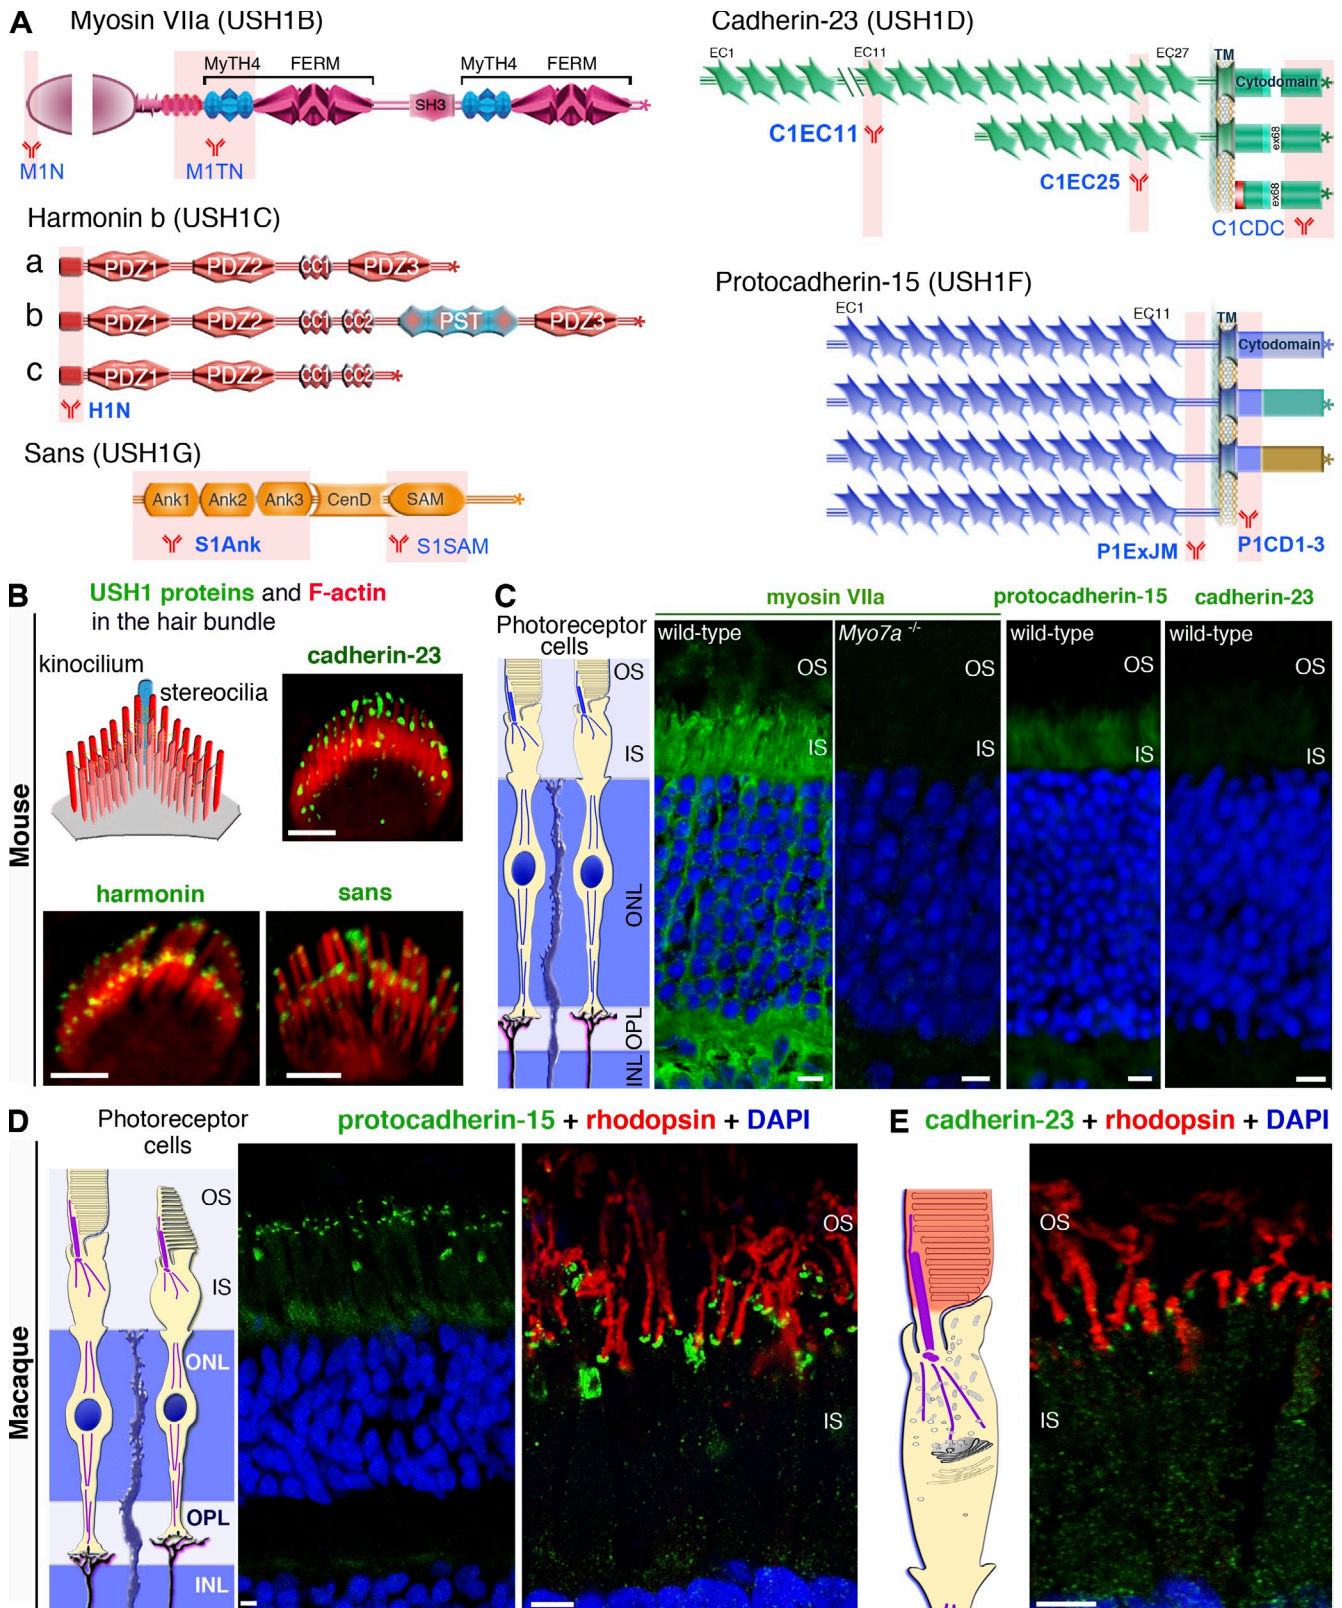 A
Myosin VIIa (USH1B)
MyTH4 FERM MyTH4 FERM
SH3
M1N M1TN
Harmonin b (USH1C)
a PDZ1 PDZ2 CC1 PDZ3 *
b PDZ1 PDZ2 CC1 CC2 PST PDZ3 *
c PDZ1 PDZ2 CC1 CC2 *
H1N
Sans (USH1G)
Ank1 Ank2 Ank3 CenD SAM *
S1Ank S1SAM
Cadherin-23 (USH1D)
EC1 EC11 EC27 TM
Cytodomain *
C1EC11
ex68 *
C1EC25
ex68 *
C1CDC
Protocadherin-15 (USH1F)
EC1 EC11 TM
Cytodomain *
*
*
P1ExJM P1CD1-3
B
USH1 proteins and F-actin
in the hair bundle
kinocilium
stereocilia
cadherin-23
Mouse
harmonin sans
C
myosin VIIa protocadherin-15 cadherin-23
Photoreceptor
cells
wild-type Myo7a -/- wild-type wild-type
OS OS OS OS OS
IS IS IS IS IS
ONL
OPL
INL
D
Photoreceptor
cells
protocadherin-15 + rhodopsin + DAPI
Macaque
OS
IS
ONL
OPL
INL
OS
IS
E
cadherin-23 + rhodopsin + DAPI
OS
IS